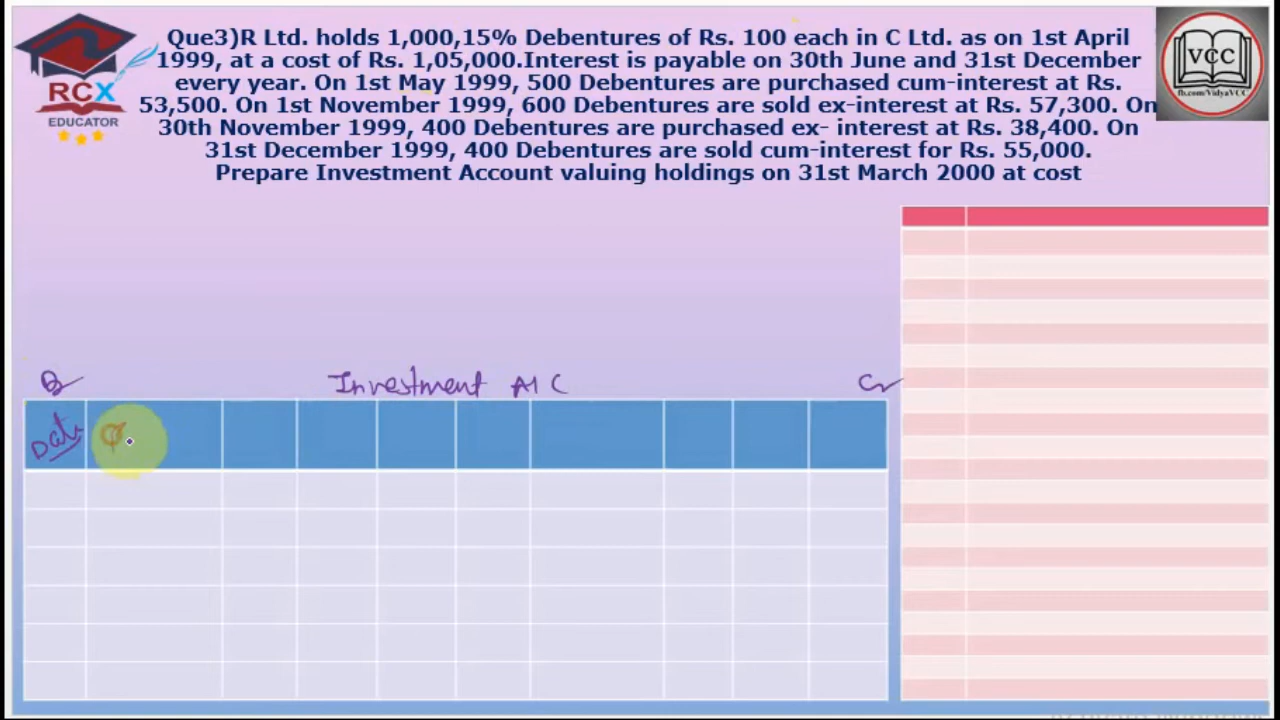 Que3)R Ltd. holds 1,000,15% Debentures of Rs. 100 each in C Ltd. as on 1st April
1999, at a cost of Rs. 1,05,000.Interest is payable on 30th June and 31st December
every year. On 1st May 1999, 500 Debentures are purchased cum-interest at Rs.
53,500. On 1st November 1999, 600 Debentures are sold ex-interest at Rs. 57,300. On
30th November 1999, 400 Debentures are purchased ex- interest at Rs. 38,400. On
31st December 1999, 400 Debentures are sold cum-interest for Rs. 55,000.
Prepare Investment Account valuing holdings on 31st March 2000 at cost
RCX
EDUCATOR
VCC
fb.com/VidyaVCC
Investment A/C
Cr
Date